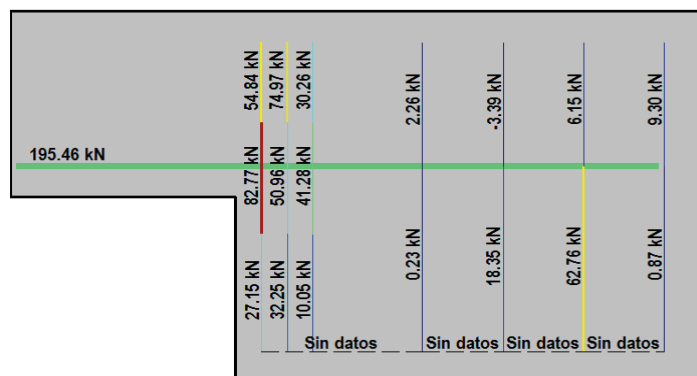 54.84 kN
74.97 kN
30.26 kN
2.26 kN
-3.39 kN
6.15 kN
9.30 kN
195.46 kN
82.77 kN
50.96 kN
41.28 kN
27.15 kN
32.25 kN
10.05 kN
0.23 kN
18.35 kN
62.76 kN
0.87 kN
Sin datos
Sin datos
Sin datos
Sin datos